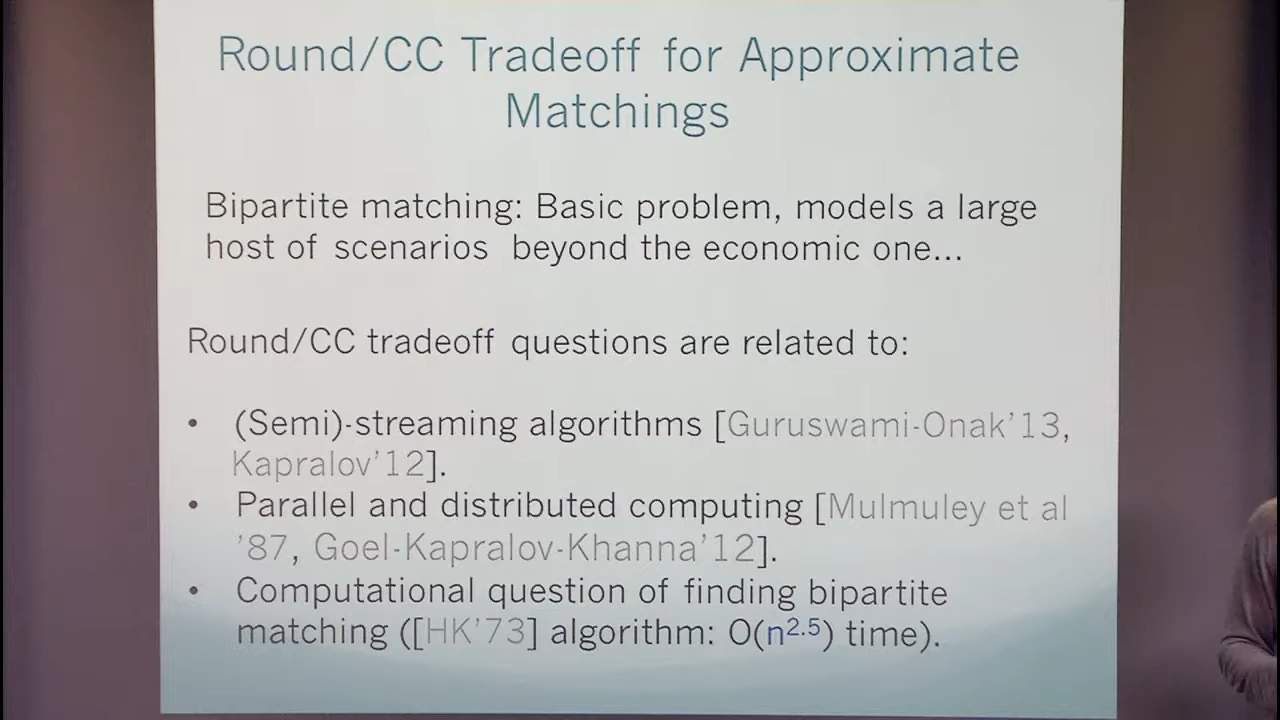 Round/CC Tradeoff for Approximate
Matchings
Bipartite matching: Basic problem, models a large
host of scenarios beyond the economic one...
Round/CC tradeoff questions are related to:
• (Semi)-streaming algorithms [Guruswami-Onak'13,
Kapralov'12].
• Parallel and distributed computing [Mulmuley et al
'87, Goel-Kapralov-Khanna'12].
• Computational question of finding bipartite
matching ([HK'73] algorithm: O(n^2.5) time).